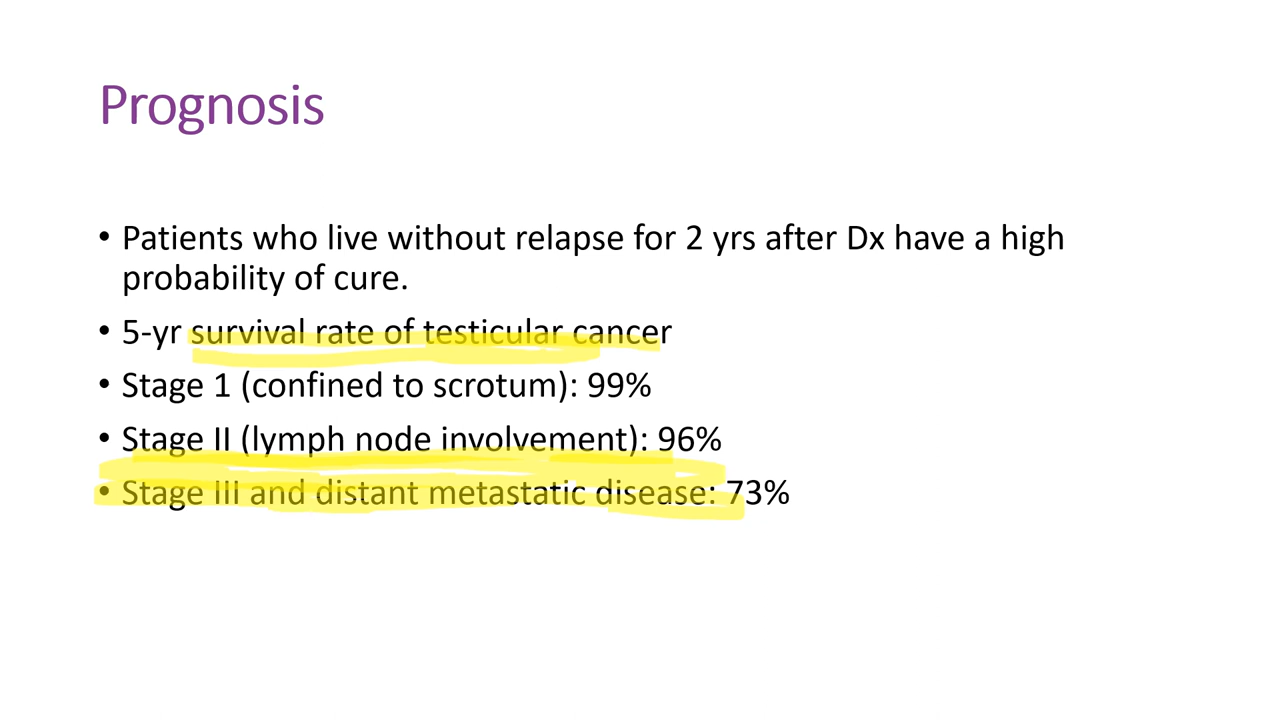 Prognosis
• Patients who live without relapse for 2 yrs after Dx have a high
probability of cure.
• 5-yr survival rate of testicular cancer
• Stage 1 (confined to scrotum): 99%
• Stage II (lymph node involvement): 96%
• Stage III and distant metastatic disease: 73%